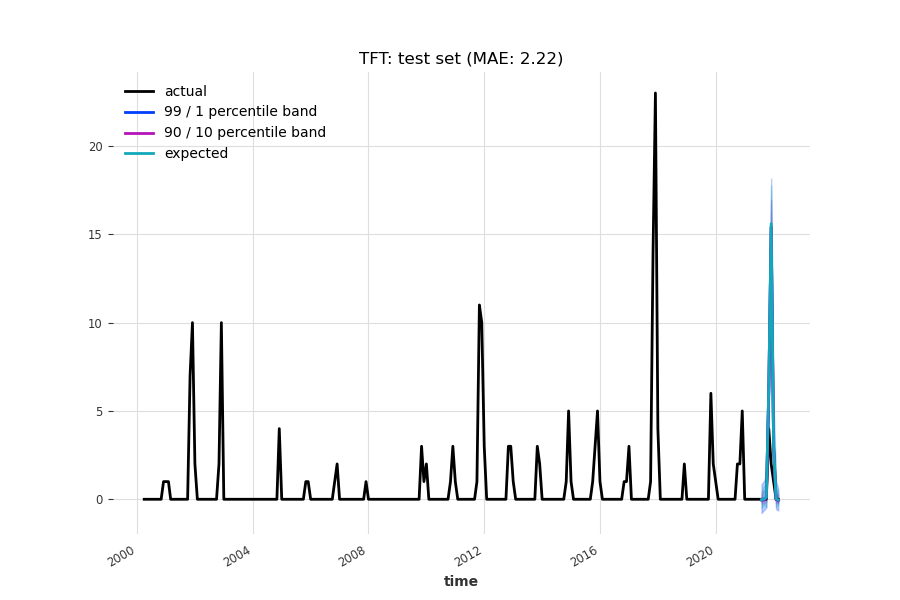 TFT: test set (MAE: 2.22)
actual
99 / 1 percentile band
90 / 10 percentile band
expected
20
15
10
5
0
2000
2004
2008
2012
2016
2020
time